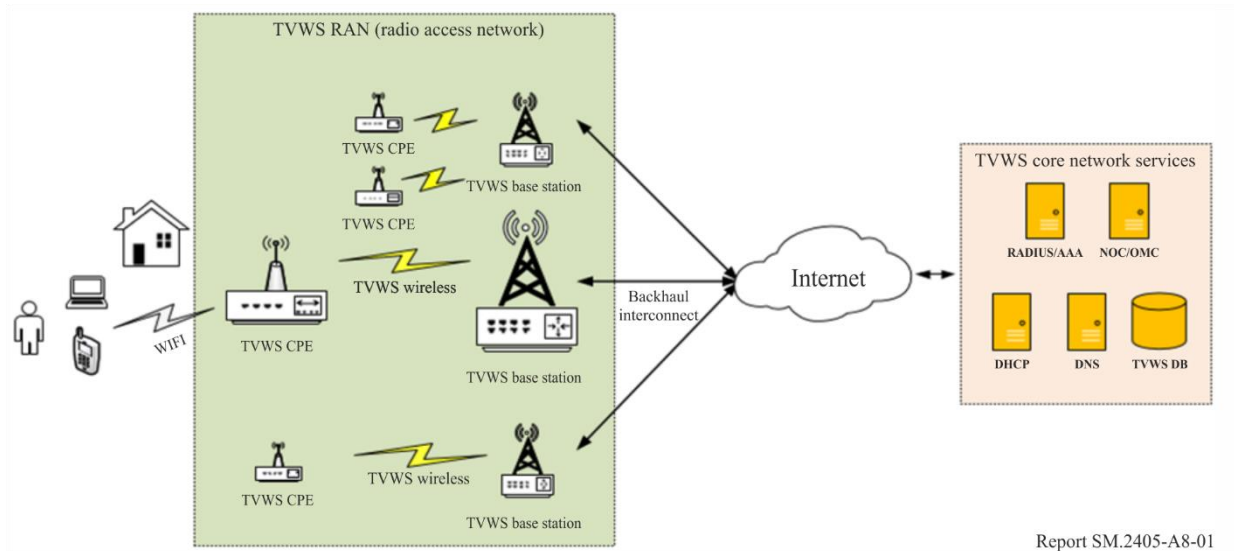 TVWS RAN (radio access network)
TVWS CPE
TVWS base station
TVWS CPE
TVWS wireless
WIFI
TVWS CPE
TVWS base station
TVWS wireless
TVWS CPE
TVWS base station
Backhaul
interconnect
Internet
TVWS core network services
RADIUS/AAA NOC/OMC
DHCP DNS TVWS DB
Report SM.2405-A8-01